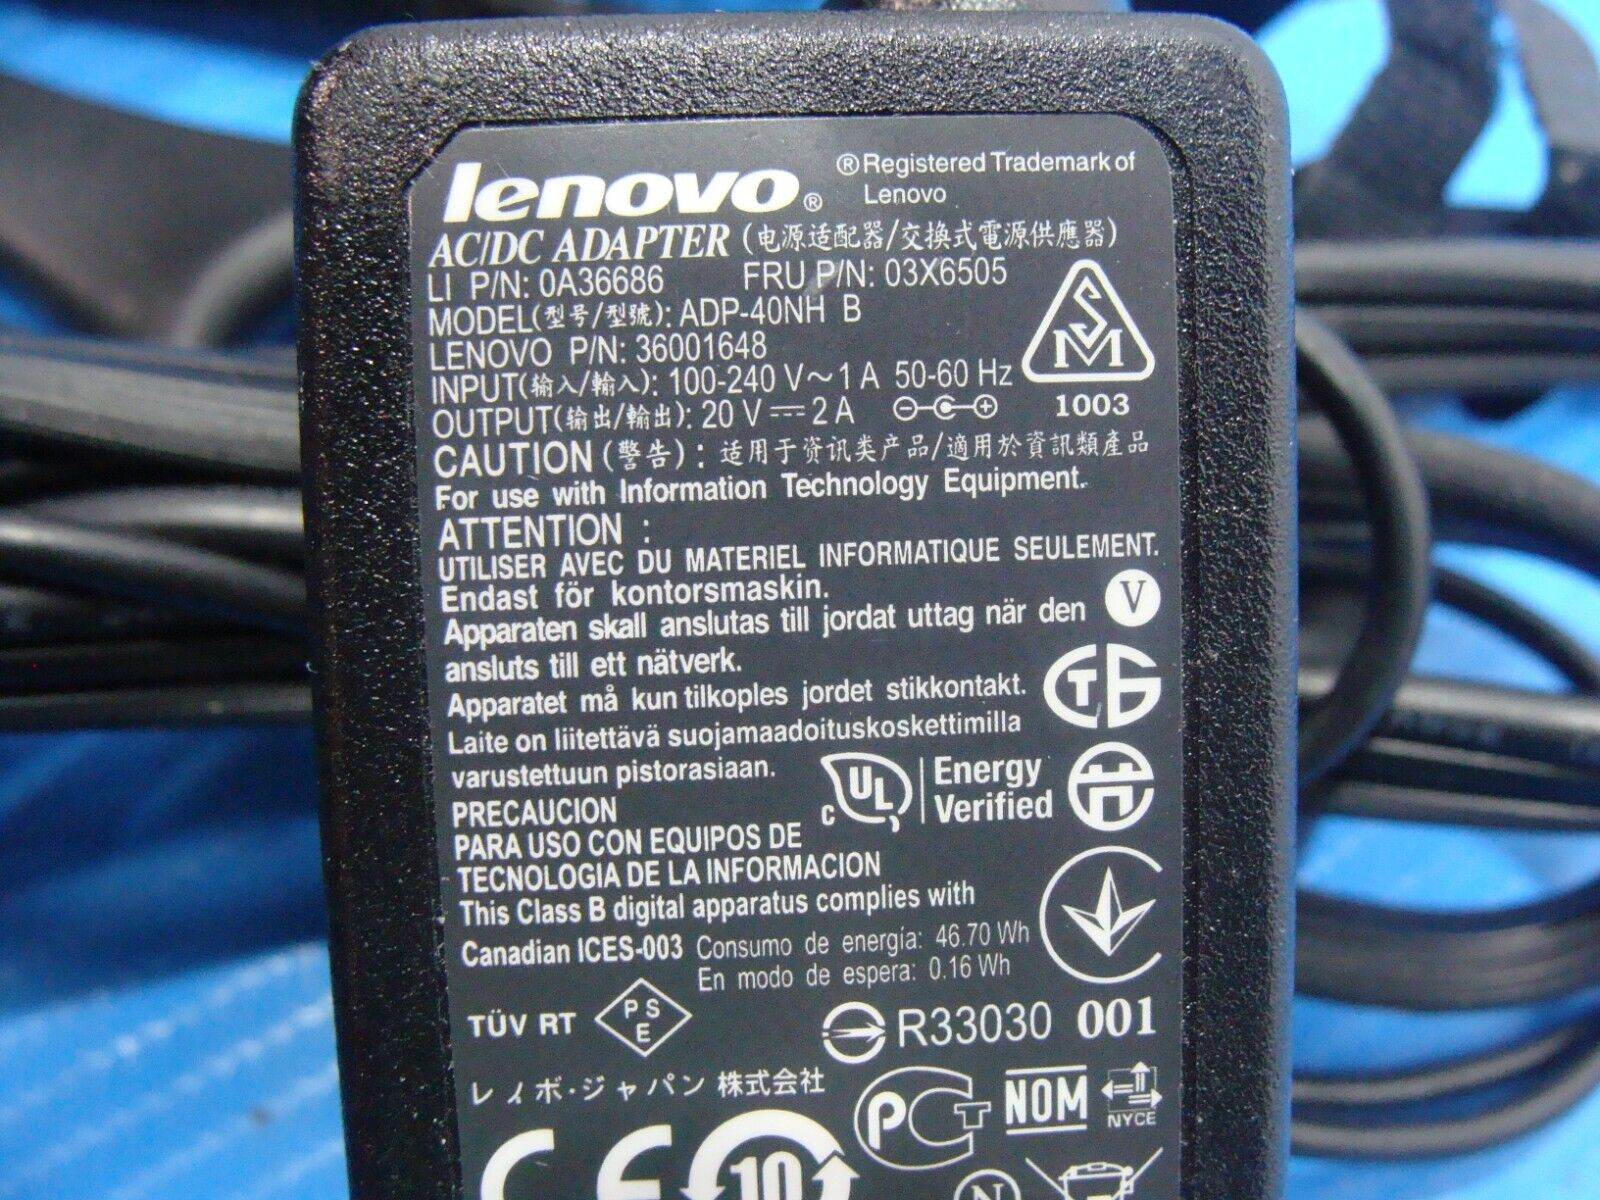 lenovo® ®Registered Trademark of
Lenovo
AC/DC ADAPTER (电源适配器/交换式電源供應器)
LI P/N: 0A36686 FRU P/N: 03X6505
MODEL(型号/型號): ADP-40NH B
LENOVO P/N: 36001648
INPUT(输入/輸入): 100-240 V～1 A 50-60 Hz
OUTPUT(输出/輸出): 20 V ⎓ 2 A
SM
1003
CAUTION (警告) : 适用于资讯类产品/適用於資訊類產品
For use with Information Technology Equipment.
ATTENTION :
UTILISER AVEC DU MATERIEL INFORMATIQUE SEULEMENT.
Endast för kontorsmaskin.
V
Apparaten skall anslutas till jordat uttag när den
ansluts till ett nätverk.
Apparatet må kun tilkoples jordet stikkontakt.
Laite on liitettävä suojamaadoituskoskettimilla
varustettuun pistorasiaan.
c UL Energy
Verified
PRECAUCION
PARA USO CON EQUIPOS DE
TECNOLOGIA DE LA INFORMACION
This Class B digital apparatus complies with
Canadian ICES-003 Consumo de energía: 46.70 Wh
En modo de espera: 0.16 Wh
TÜV RT PSE R33030 001
レノボ・ジャパン 株式会社
PCT NOM NYCE
CE 10 N